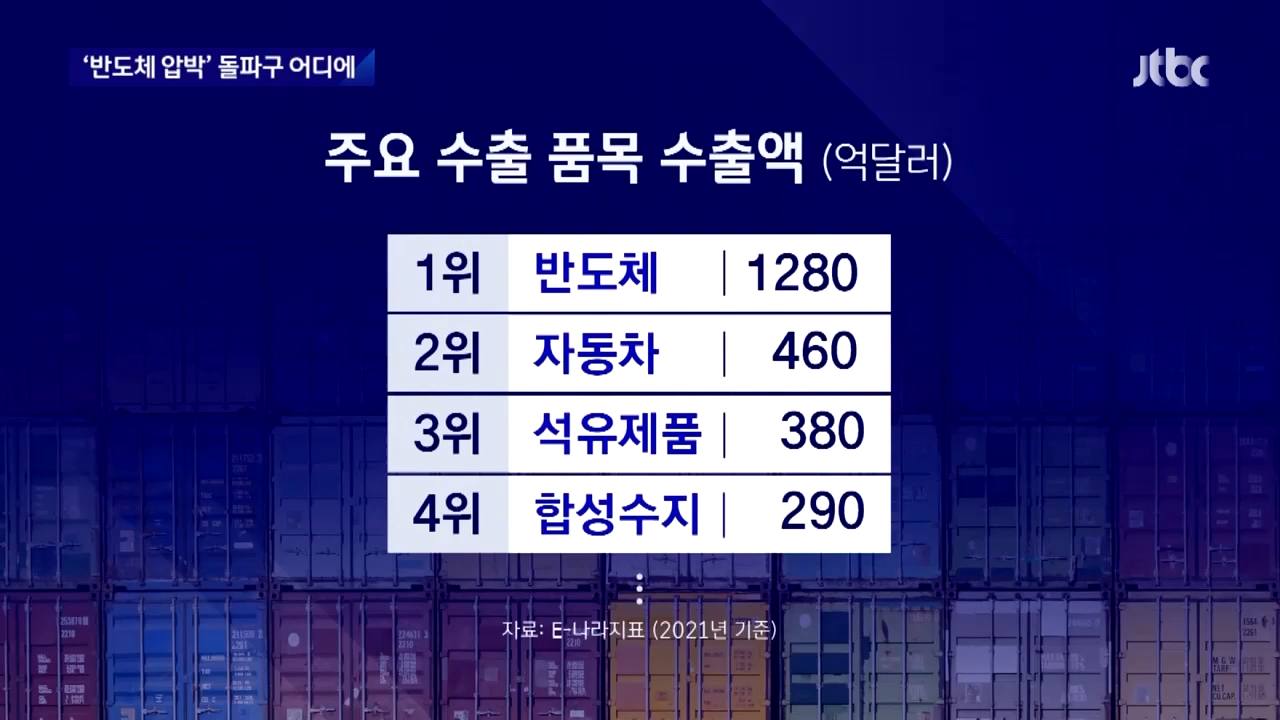 ‘반도체 압박’ 돌파구 어디에
jtbc
주요 수출 품목 수출액 (억달러)
1위 반도체 1280
2위 자동차 460
3위 석유제품 380
4위 합성수지 290
자료: E-나라지표 (2021년 기준)
2210
M G W